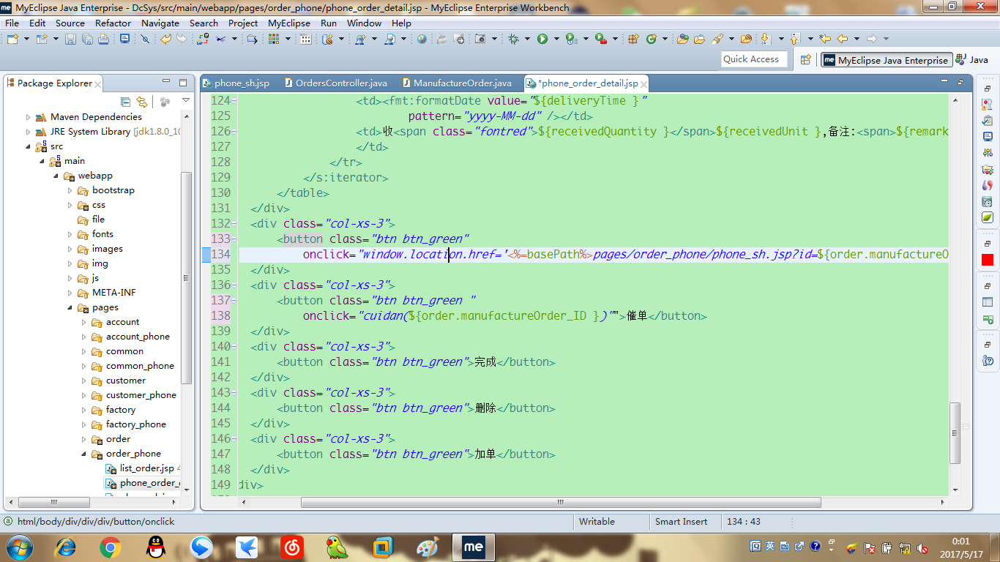 MyEclipse Java Enterprise - DcSys/src/main/webapp/pages/order_phone/phone_order_detail.jsp - MyEclipse Enterprise Workbench
File Edit Source Refactor Navigate Search Project MyEclipse Run Window Help
Quick Access
me MyEclipse Java Enterprise
Java
Package Explorer
phone_sh.jsp
OrdersController.java
ManufactureOrder.java
*phone_order_detail.jsp
Maven Dependencies
JRE System Library [jdk1.8.0_10
src
main
webapp
bootstrap
css
file
fonts
images
img
js
META-INF
pages
account
account_phone
common
common_phone
customer
customer_phone
factory
factory_phone
order
order_phone
list_order.jsp
phone_order_
124 <td><fmt:formatDate value="${deliveryTime }"
125 pattern="yyyy-MM-dd" /></td>
126 <td>收<span class="fontred">${receivedQuantity }</span>${receivedUnit },备注:<span>${remark
127 </td>
128 </tr>
129 </s:iterator>
130 </table>
131 </div>
132 <div class="col-xs-3">
133 <button class="btn btn_green"
134 onclick="window.location.href='<%=basePath%>pages/order_phone/phone_sh.jsp?id=${order.manufactureO
135 </div>
136 <div class="col-xs-3">
137 <button class="btn btn_green "
138 onclick="cuidan(${order.manufactureOrder_ID })"">催单</button>
139 </div>
140 <div class="col-xs-3">
141 <button class="btn btn_green">完成</button>
142 </div>
143 <div class="col-xs-3">
144 <button class="btn btn_green">删除</button>
145 </div>
146 <div class="col-xs-3">
147 <button class="btn btn_green">加单</button>
148 </div>
149 div>
html/body/div/div/div/button/onclick
Writable
Smart Insert
134 : 43
me
英
0:01
2017/5/17